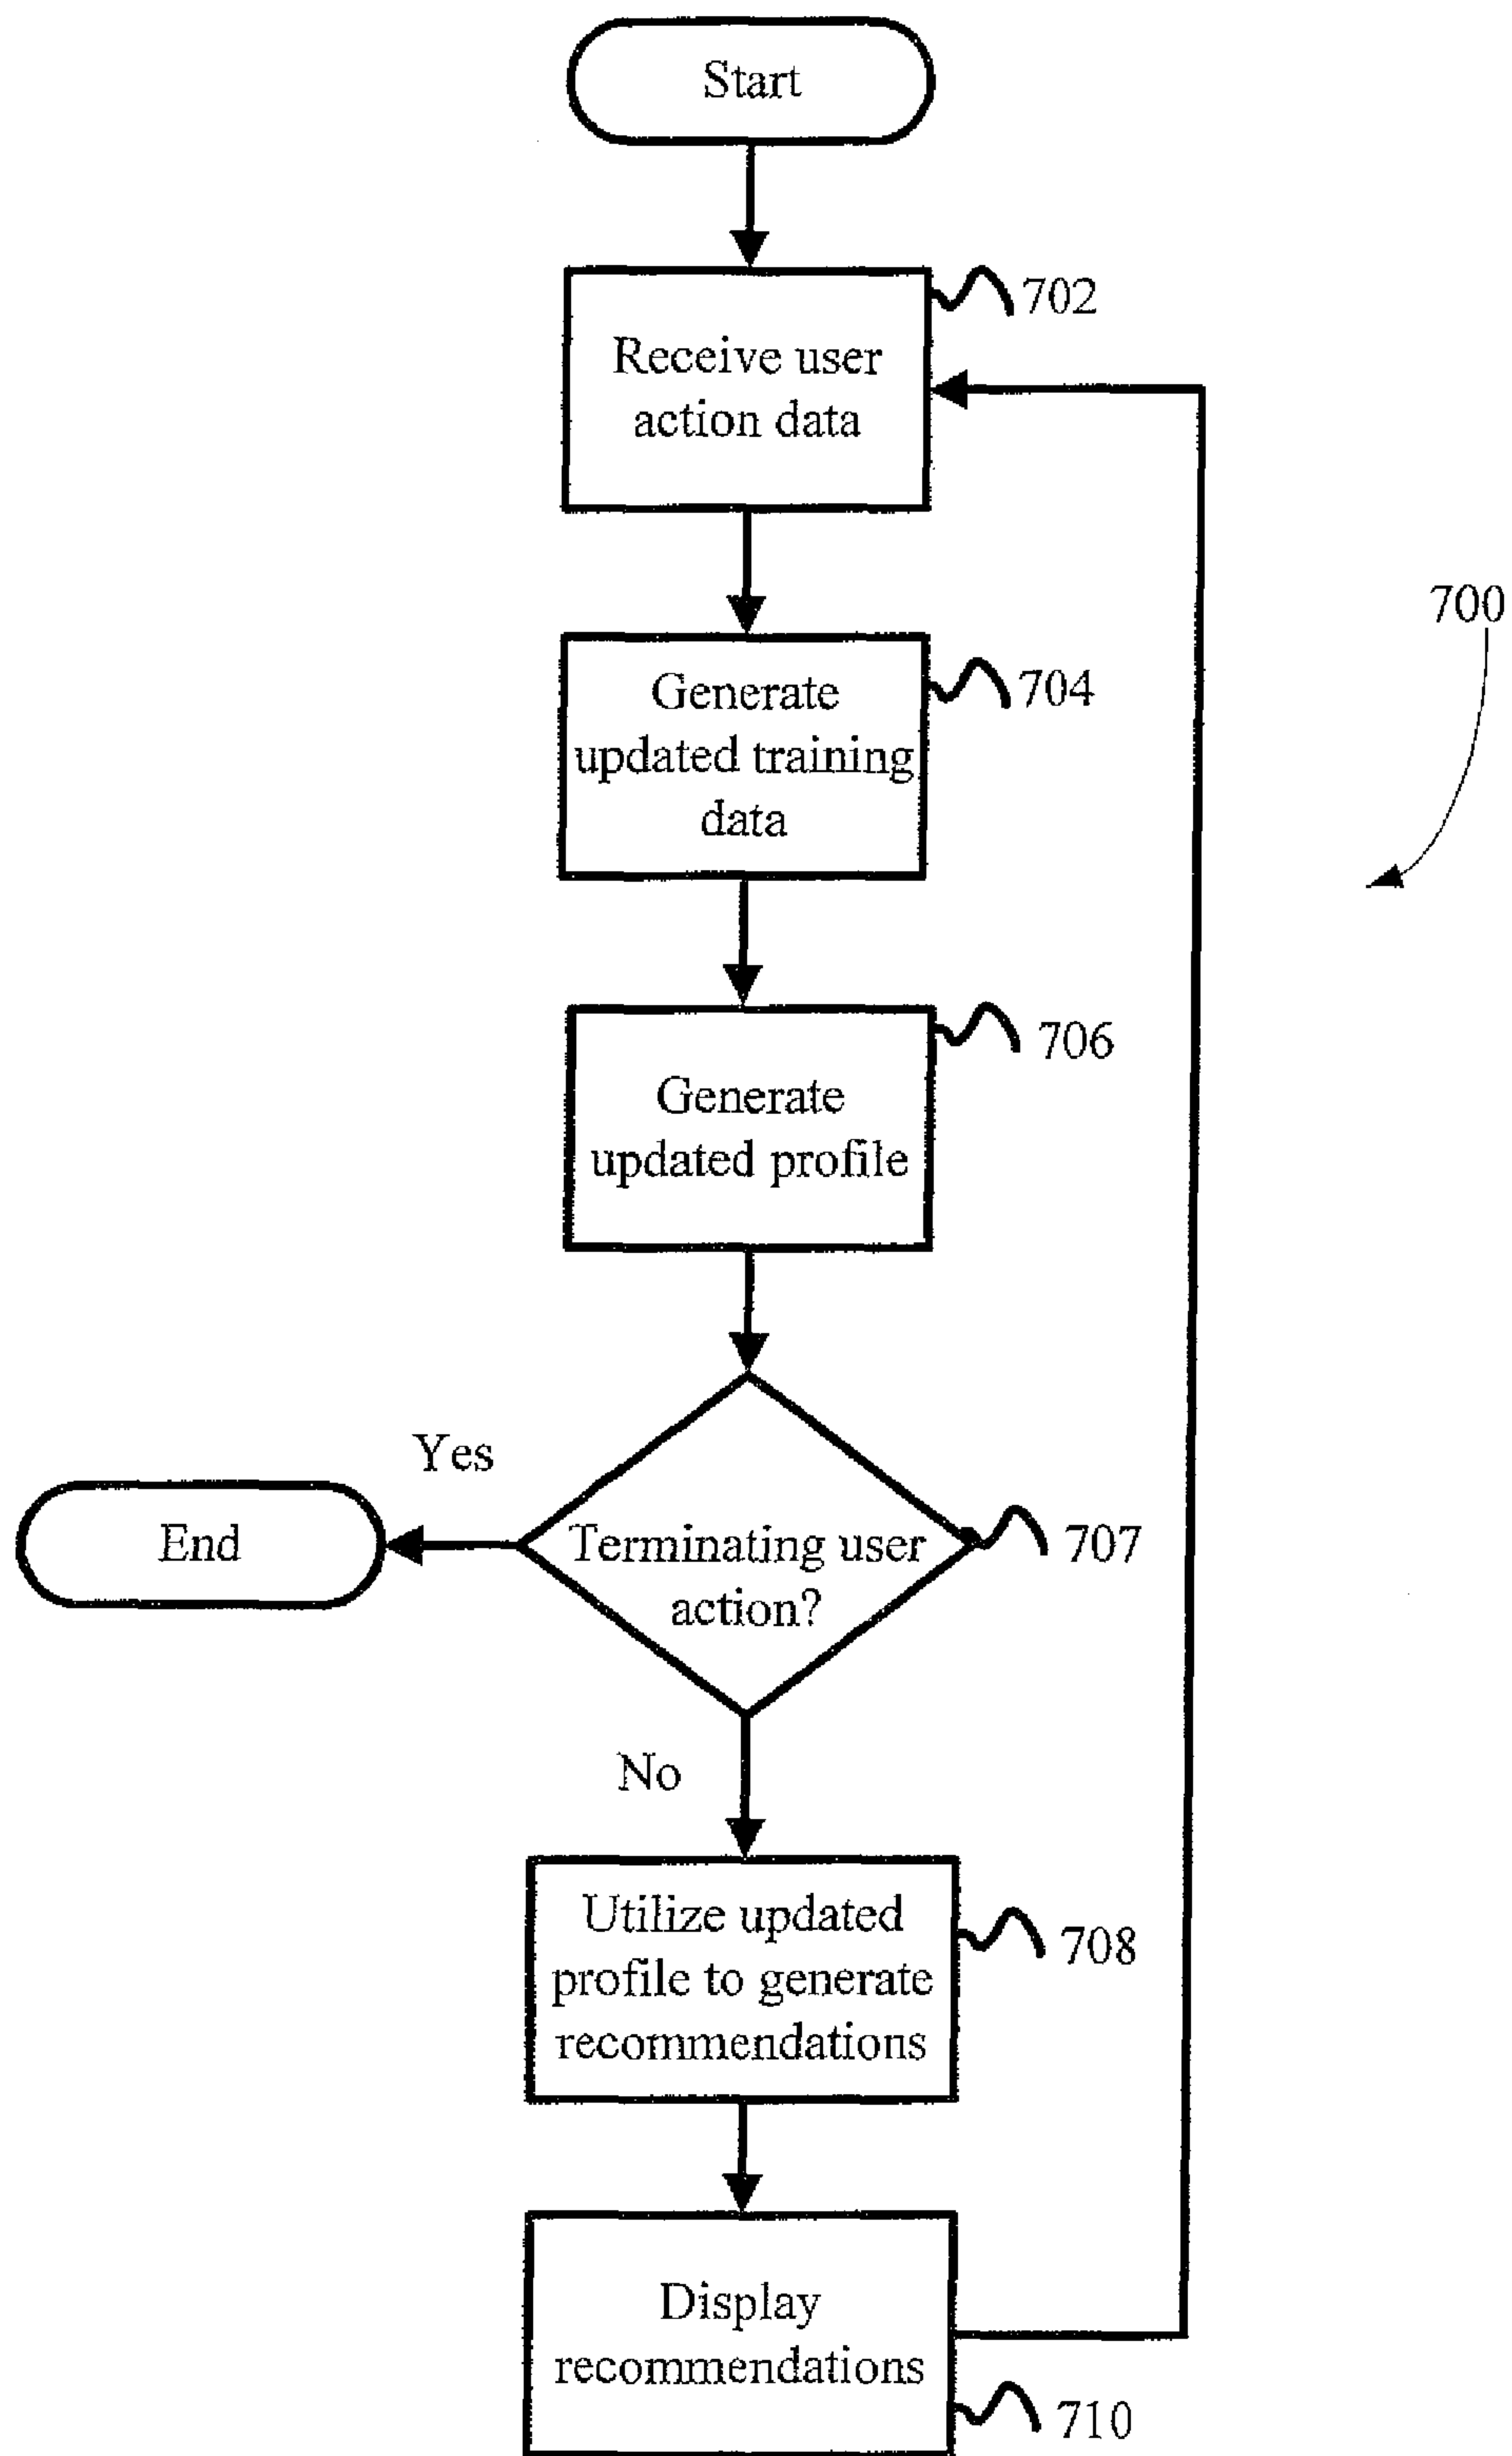 Start
702
Receive user
action data
700
704
Generate
updated training
data
706
Generate
updated profile
Yes
End
Terminating user
action?
707
No
Utilize updated
profile to generate
recommendations
708
Display
recommendations
710